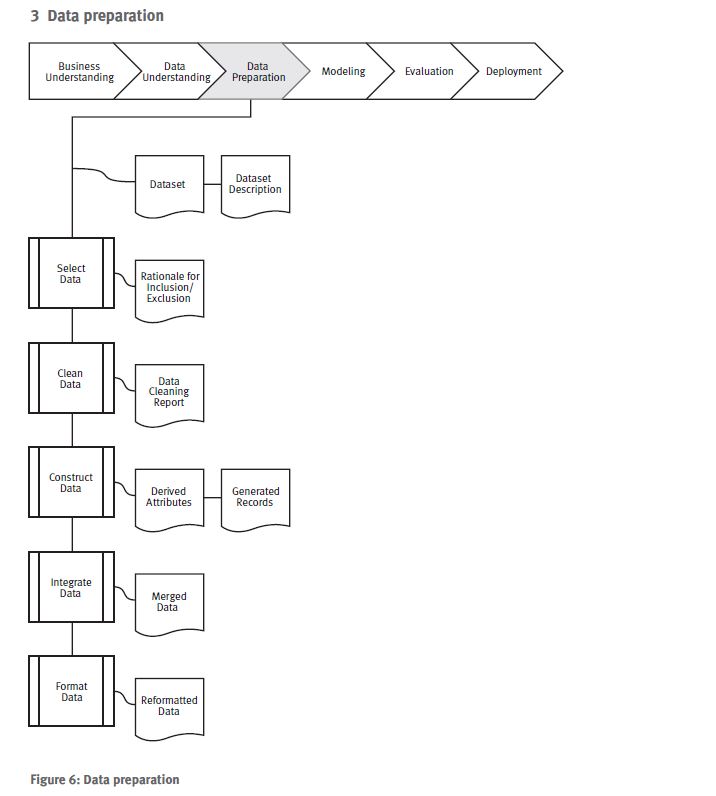 3 Data preparation
Business
Understanding
Data
Understanding
Data
Preparation
Modeling
Evaluation
Deployment
Dataset
Dataset
Description
Select
Data
Rationale for
Inclusion/
Exclusion
Clean
Data
Data
Cleaning
Report
Construct
Data
Derived
Attributes
Generated
Records
Integrate
Data
Merged
Data
Format
Data
Reformatted
Data
Figure 6: Data preparation